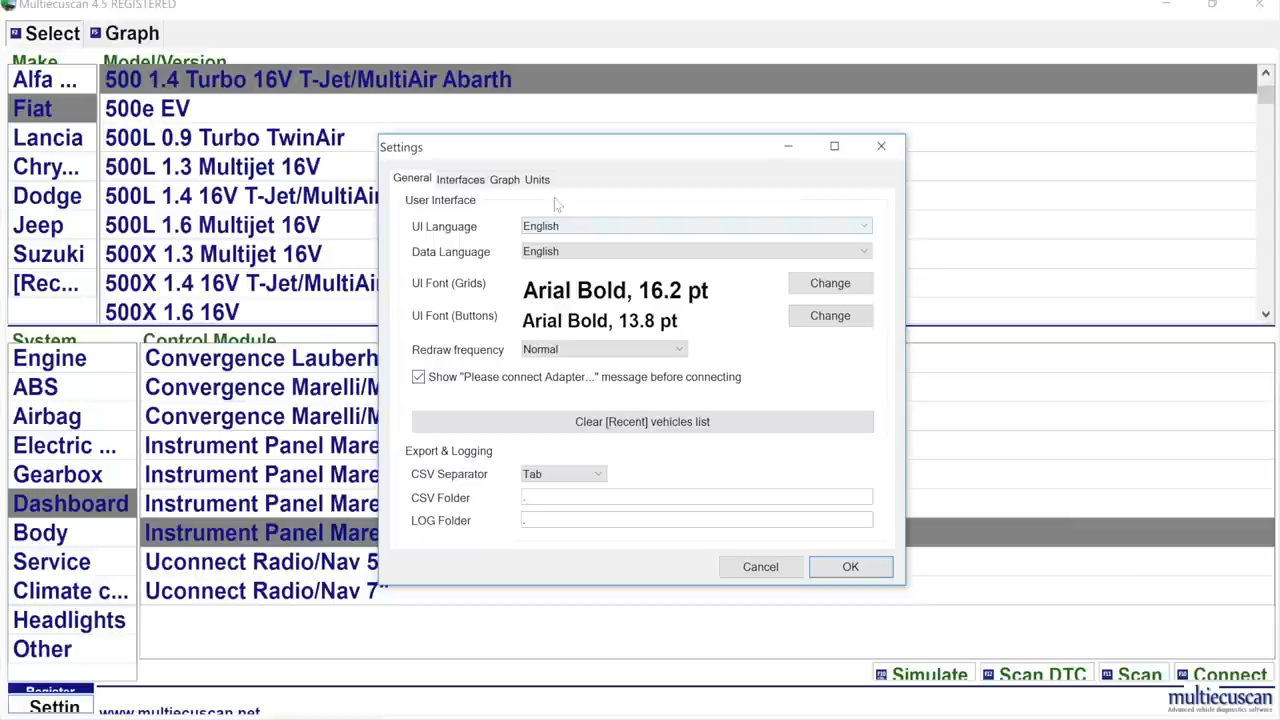 Multiecuscan 4.5 REGISTERED
F2 Select F5 Graph
Make Model/Version
Alfa ... 500 1.4 Turbo 16V T-Jet/MultiAir Abarth
Fiat 500e EV
Lancia 500L 0.9 Turbo TwinAir
Chry... 500L 1.3 Multijet 16V
Dodge 500L 1.4 16V T-Jet/MultiAi
Jeep 500L 1.6 Multijet 16V
Suzuki 500X 1.3 Multijet 16V
[Rec... 500X 1.4 16V T-Jet/MultiAi
500X 1.6 16V
System Control Module
Engine Convergence Lauberh
ABS Convergence Marelli/M
Airbag Convergence Marelli/M
Electric ... Instrument Panel Mare
Gearbox Instrument Panel Mare
Dashboard Instrument Panel Mare
Body Instrument Panel Mare
Service Uconnect Radio/Nav 5
Climate c... Uconnect Radio/Nav 7"
Headlights
Other
Settings
General Interfaces Graph Units
User Interface
UI Language English
Data Language English
UI Font (Grids) Arial Bold, 16.2 pt Change
UI Font (Buttons) Arial Bold, 13.8 pt Change
Redraw frequency Normal
Show "Please connect Adapter..." message before connecting
Clear [Recent] vehicles list
Export & Logging
CSV Separator Tab
CSV Folder .
LOG Folder .
Cancel OK
Simulate Scan DTC Scan Connect
Register
Settin www.multiecuscan.net
multiecuscan
Advanced vehicle diagnostics software